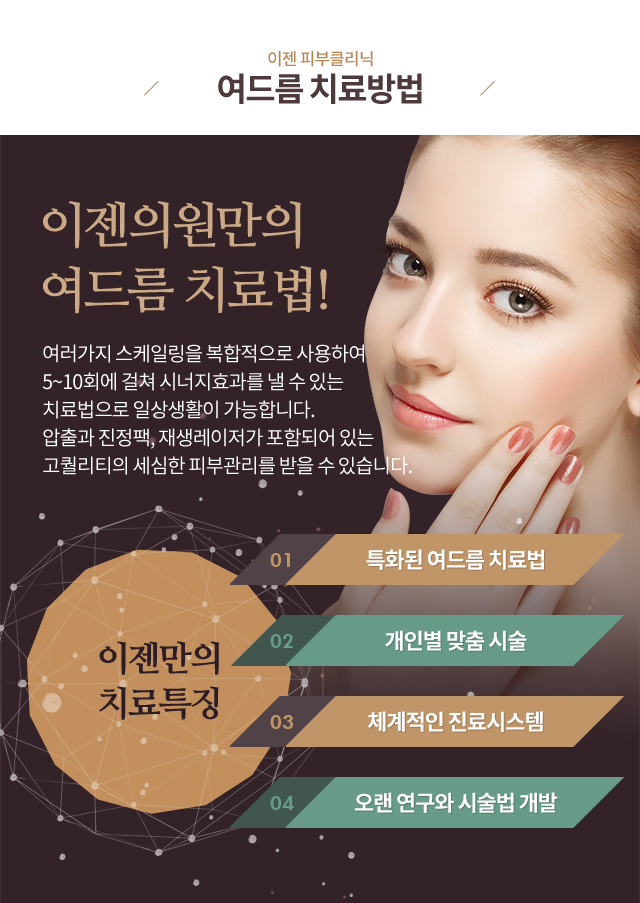 이젠 피부클리닉
여드름 치료방법
이젠의원만의
여드름 치료법!
여러가지 스케일링을 복합적으로 사용하여
5~10회에 걸쳐 시너지효과를 낼 수 있는
치료법으로 일상생활이 가능합니다.
압출과 진정팩, 재생레이저가 포함되어 있는
고퀄리티의 세심한 피부관리를 받을 수 있습니다.
이젠만의
치료특징
01 특화된 여드름 치료법
02 개인별 맞춤 시술
03 체계적인 진료시스템
04 오랜 연구와 시술법 개발